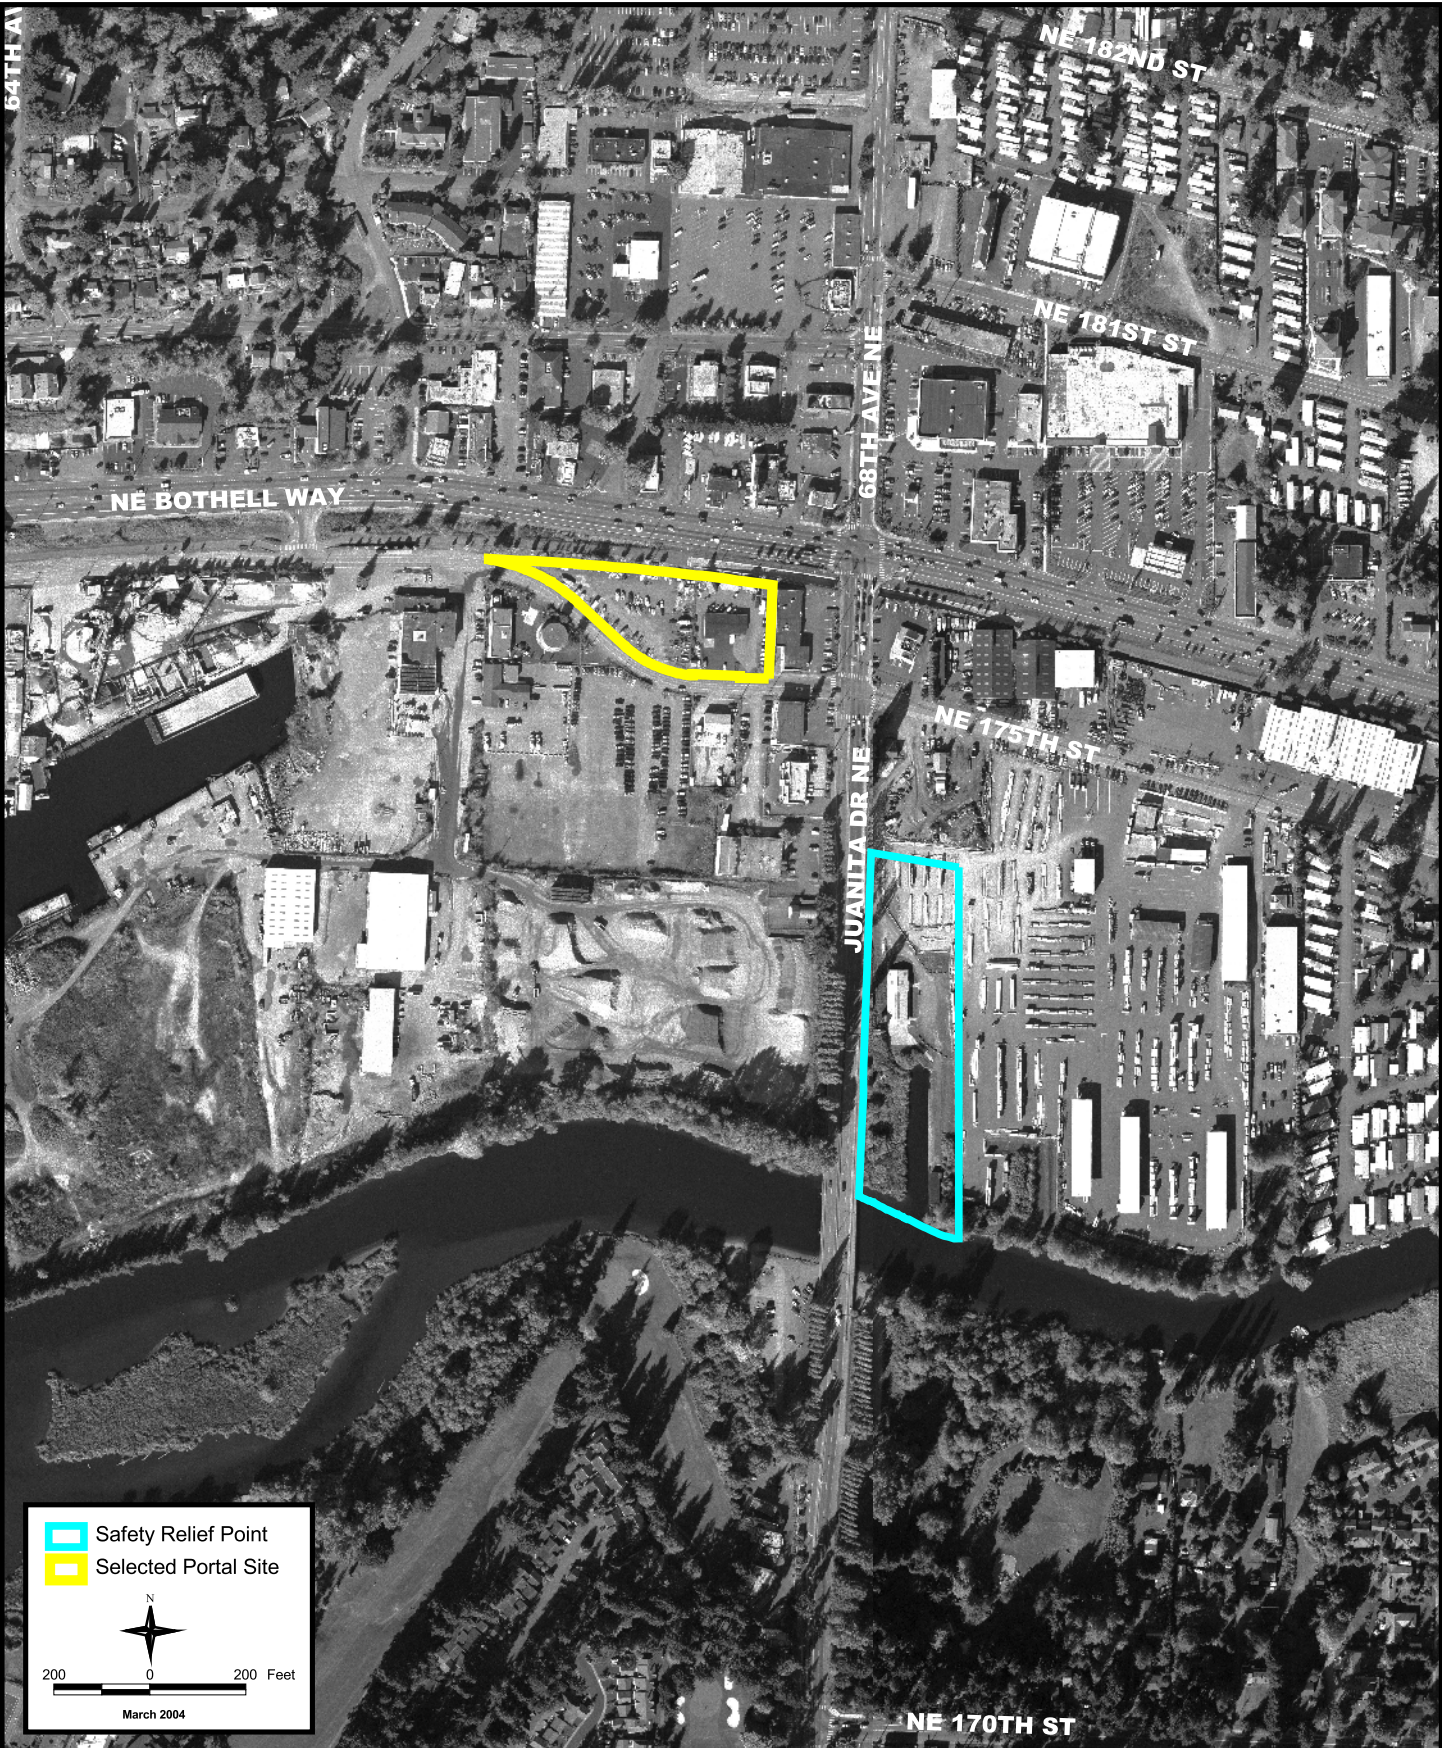 64TH AV
NE 182ND ST
NE 181ST ST
68TH AVE NE
NE BOTHELL WAY
NE 175TH ST
JUANITA DR NE
Safety Relief Point
Selected Portal Site
N
200 0 200 Feet
March 2004
NE 170TH ST